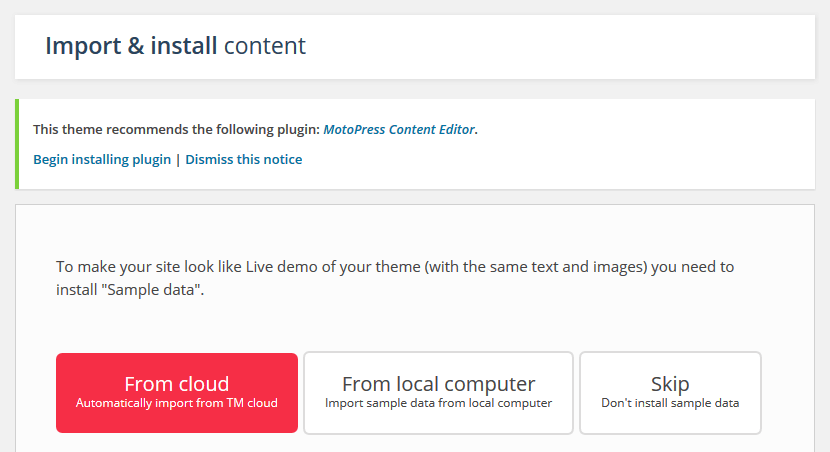 Import & install content
This theme recommends the following plugin: MotoPress Content Editor.
Begin installing plugin | Dismiss this notice
To make your site look like Live demo of your theme (with the same text and images) you need to
install "Sample data".
From cloud
Automatically import from TM cloud
From local computer
Import sample data from local computer
Skip
Don't install sample data